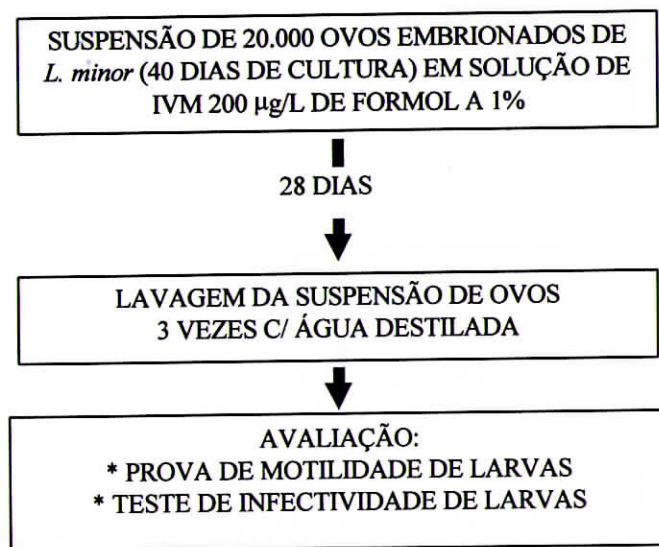 SUSPENSÃO DE 20.000 OVOS EMBRIONADOS DE
L. minor (40 DIAS DE CULTURA) EM SOLUÇÃO DE
IVM 200 µg/L DE FORMOL A 1%
28 DIAS
LAVAGEM DA SUSPENSÃO DE OVOS
3 VEZES C/ ÁGUA DESTILADA
AVALIAÇÃO:
* PROVA DE MOTILIDADE DE LARVAS
* TESTE DE INFECTIVIDADE DE LARVAS